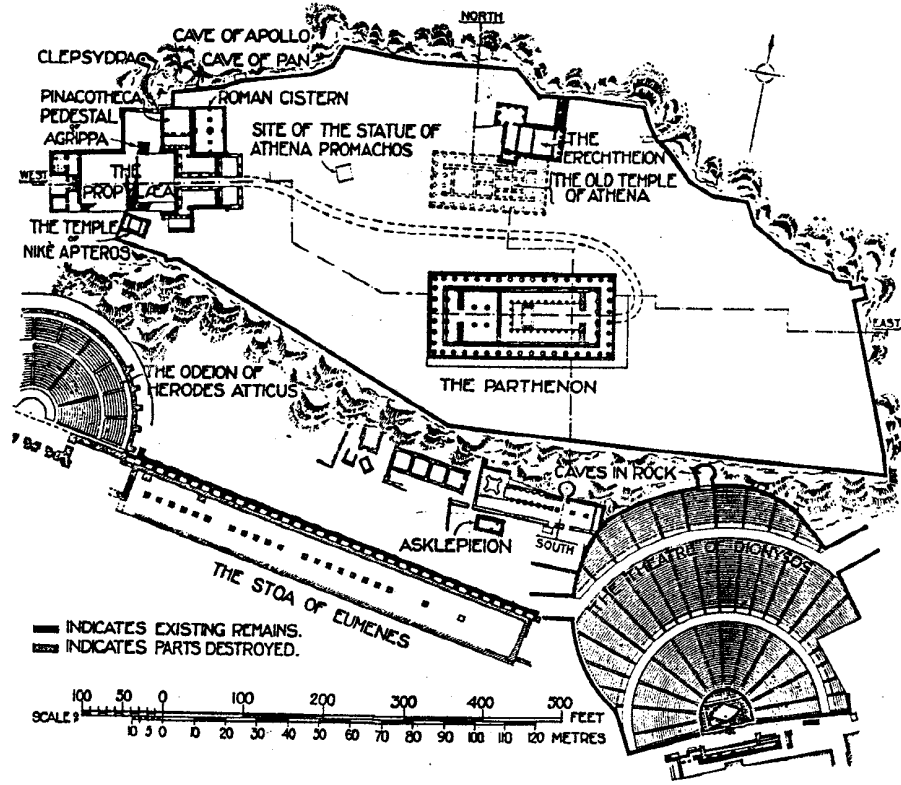 NORTH
CAVE OF APOLLO
CLEPSYDRA
CAVE OF PAN
PINACOTHECA
ROMAN CISTERN
PEDESTAL
OF
AGRIPPA
SITE OF THE STATUE OF
ATHENA PROMACHOS
THE
ERECHTHEION
THE OLD TEMPLE
OF ATHENA
WEST
THE
PROPYLÆA
THE TEMPLE
OF
NIKÈ APTEROS
EAST
THE ODEION OF
HERODES ATTICUS
THE PARTHENON
CAVES IN ROCK
ASKLEPIEION
SOUTH
THE THEATRE OF DIONYSOS
THE STOA OF EUMENES
INDICATES EXISTING REMAINS.
INDICATES PARTS DESTROYED.
100 50 0 100 200 300 400 500 FEET
SCALE
10 5 0 10 20 30 40 50 60 70 80 90 100 110 120 METRES